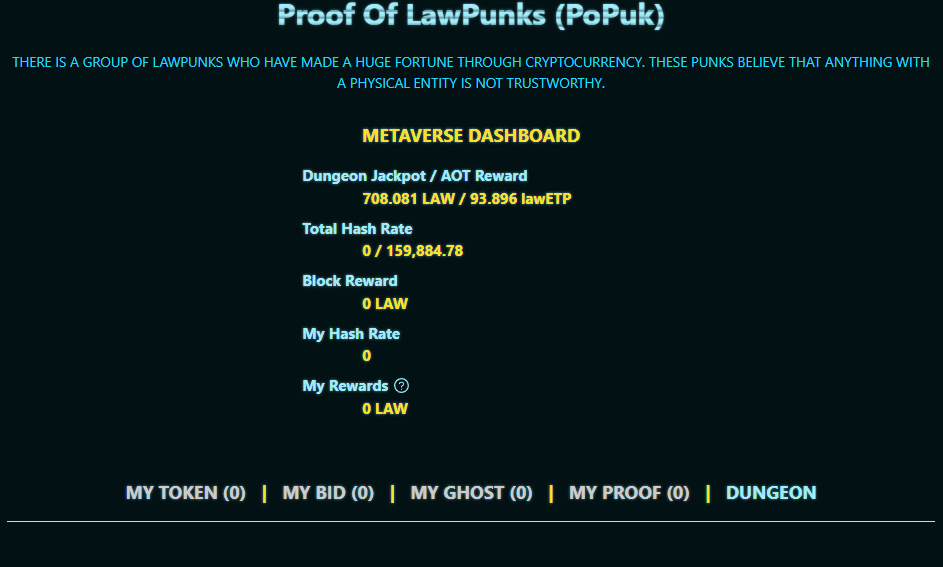 Proof Of LawPunks (PoPuk)
THERE IS A GROUP OF LAWPUNKS WHO HAVE MADE A HUGE FORTUNE THROUGH CRYPTOCURRENCY. THESE PUNKS BELIEVE THAT ANYTHING WITH
A PHYSICAL ENTITY IS NOT TRUSTWORTHY.
METAVERSE DASHBOARD
Dungeon Jackpot / AOT Reward
708.081 LAW / 93.896 lawETP
Total Hash Rate
0 / 159,884.78
Block Reward
0 LAW
My Hash Rate
0
My Rewards ?
0 LAW
MY TOKEN (0) | MY BID (0) | MY GHOST (0) | MY PROOF (0) | DUNGEON